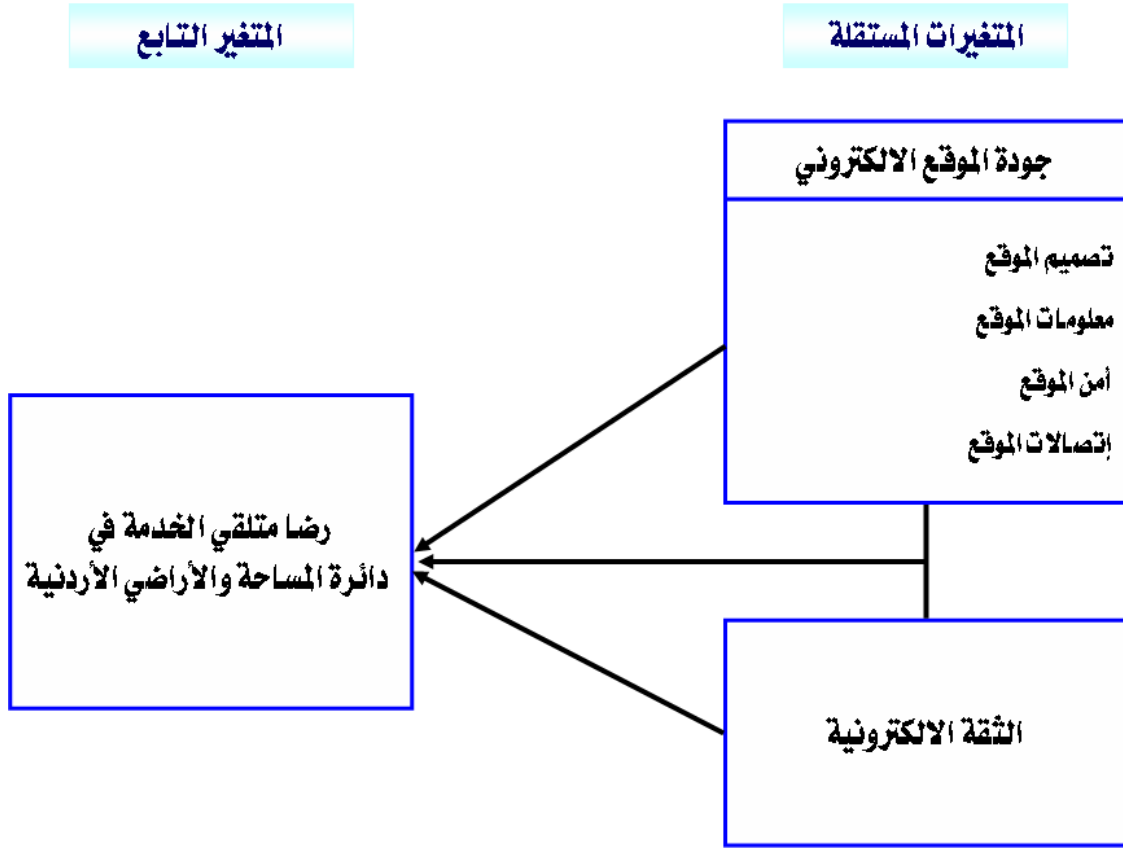 المتغيرات المستقلة
المتغير التابع
جودة الموقع الالكتروني
تصميم الموقع
معلومات الموقع
أمن الموقع
إتصالات الموقع
رضا متلقي الخدمة في
دائرة المساحة والأراضي الأردنية
الثقة الالكترونية